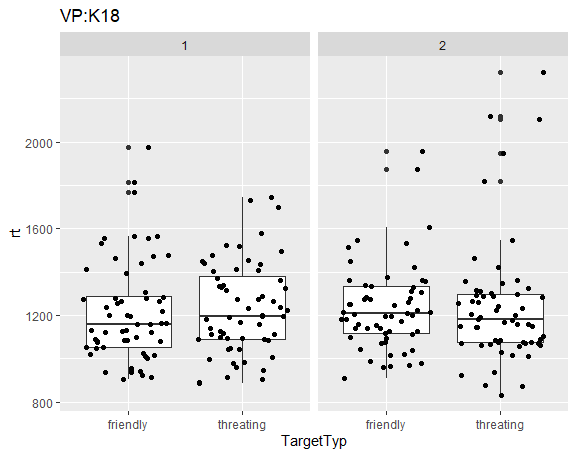 VP:K18
1 2
rt
2000
1600
1200
800
friendly threating friendly threating
TargetTyp